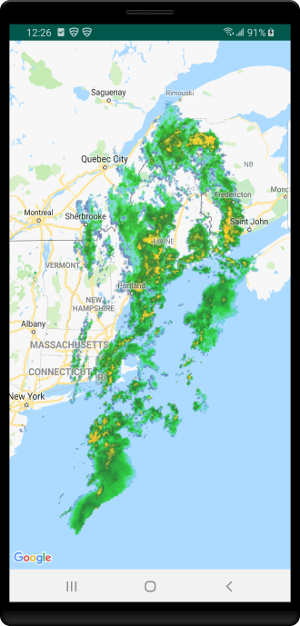 12:26 91%
Saguenay
Rimouski
Quebec City
NB
Fredericton
Montreal
Sherbrooke
Saint John
MAINE
VERMONT
Portland
NEW
HAMPSHIRE
Albany
MASSACHUSETTS
CONNECTICUT RI
New York
Google